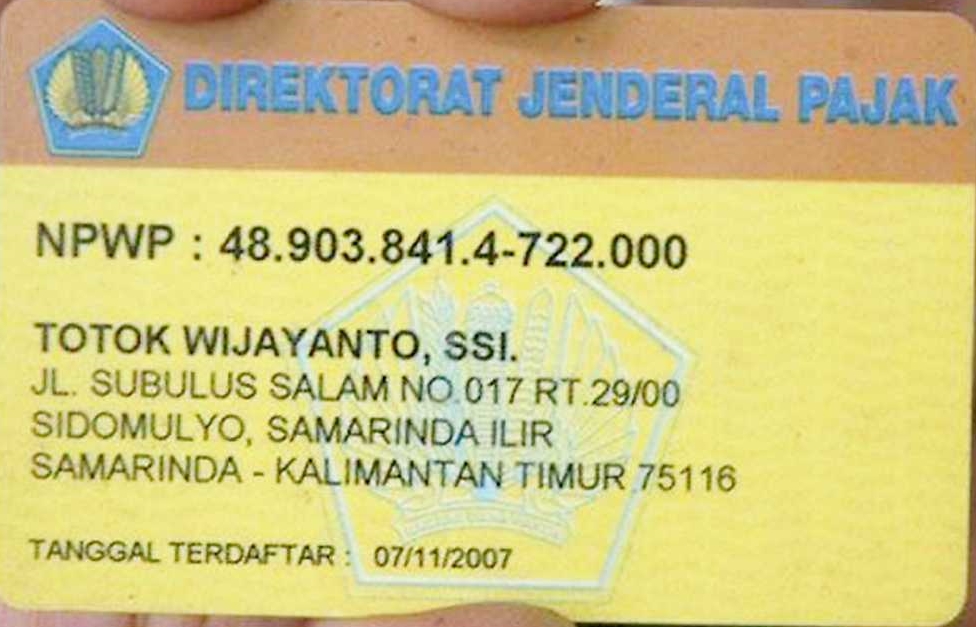 DIREKTORAT JENDERAL PAJAK
NPWP : 48.903.841.4-722.000
TOTOK WIJAYANTO, SSI.
JL. SUBULUS SALAM NO.017 RT.29/00
SIDOMULYO, SAMARINDA ILIR
SAMARINDA - KALIMANTAN TIMUR 75116
TANGGAL TERDAFTAR : 07/11/2007